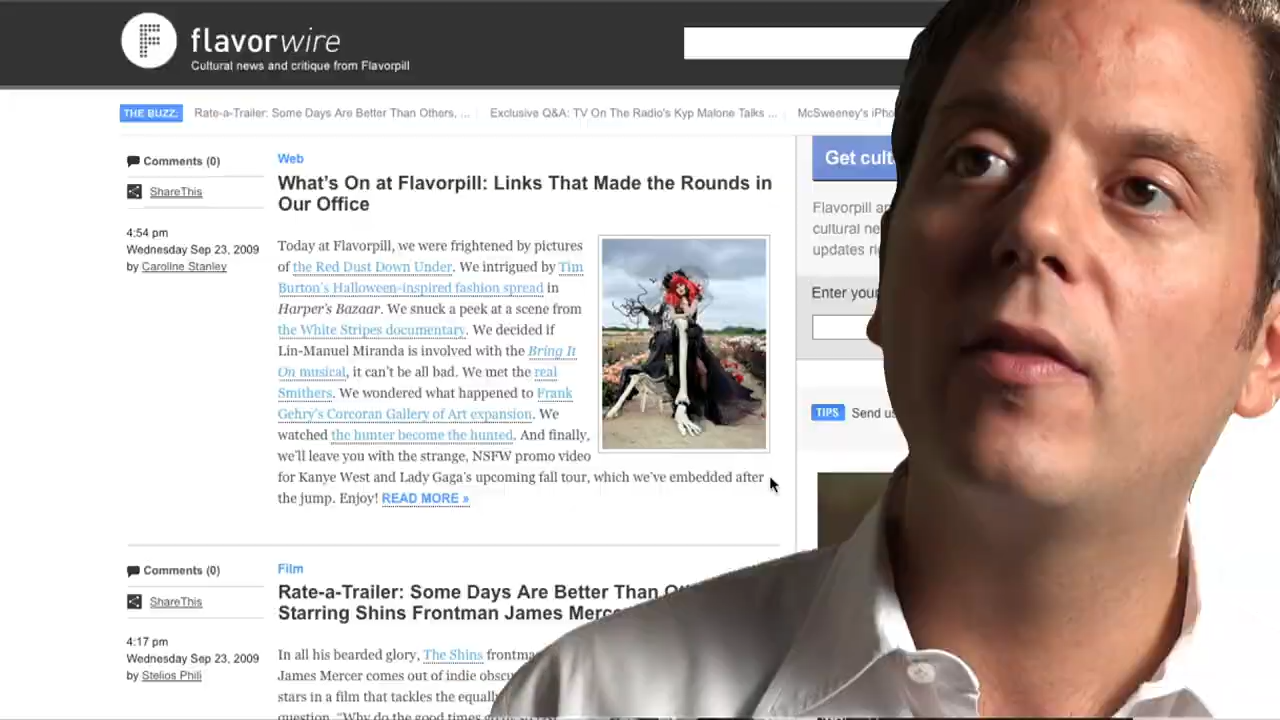 F
flavorwire
Cultural news and critique from Flavorpill
THE BUZZ: Rate-a-Trailer: Some Days Are Better Than Others, ... Exclusive Q&A: TV On The Radio's Kyp Malone Talks ... McSweeney's
Comments (0)
ShareThis
4:54 pm
Wednesday Sep 23, 2009
by Caroline Stanley
Web
What's On at Flavorpill: Links That Made the Rounds in
Our Office
Today at Flavorpill, we were frightened by pictures
of the Red Dust Down Under. We intrigued by Tim
Burton's Halloween-inspired fashion spread in
Harper's Bazaar. We snuck a peek at a scene from
the White Stripes documentary. We decided if
Lin-Manuel Miranda is involved with the Bring It
On musical, it can't be all bad. We met the real
Smithers. We wondered what happened to Frank
Gehry's Corcoran Gallery of Art expansion. We
watched the hunter become the hunted. And finally,
we'll leave you with the strange, NSFW promo video
for Kanye West and Lady Gaga's upcoming fall tour, which we've embedded after
the jump. Enjoy! READ MORE »
Get
Flavorpill
cultural
updates
Enter your
TIPS Send us
Comments (0)
ShareThis
4:17 pm
Wednesday Sep 23, 2009
by Stelios Phili
Film
Rate-a-Trailer: Some Days Are Better Than
Starring Shins Frontman James
In all his bearded glory, The Shins
James Mercer comes out of indie
stars in a film that tackles the
question, "Why do the good times